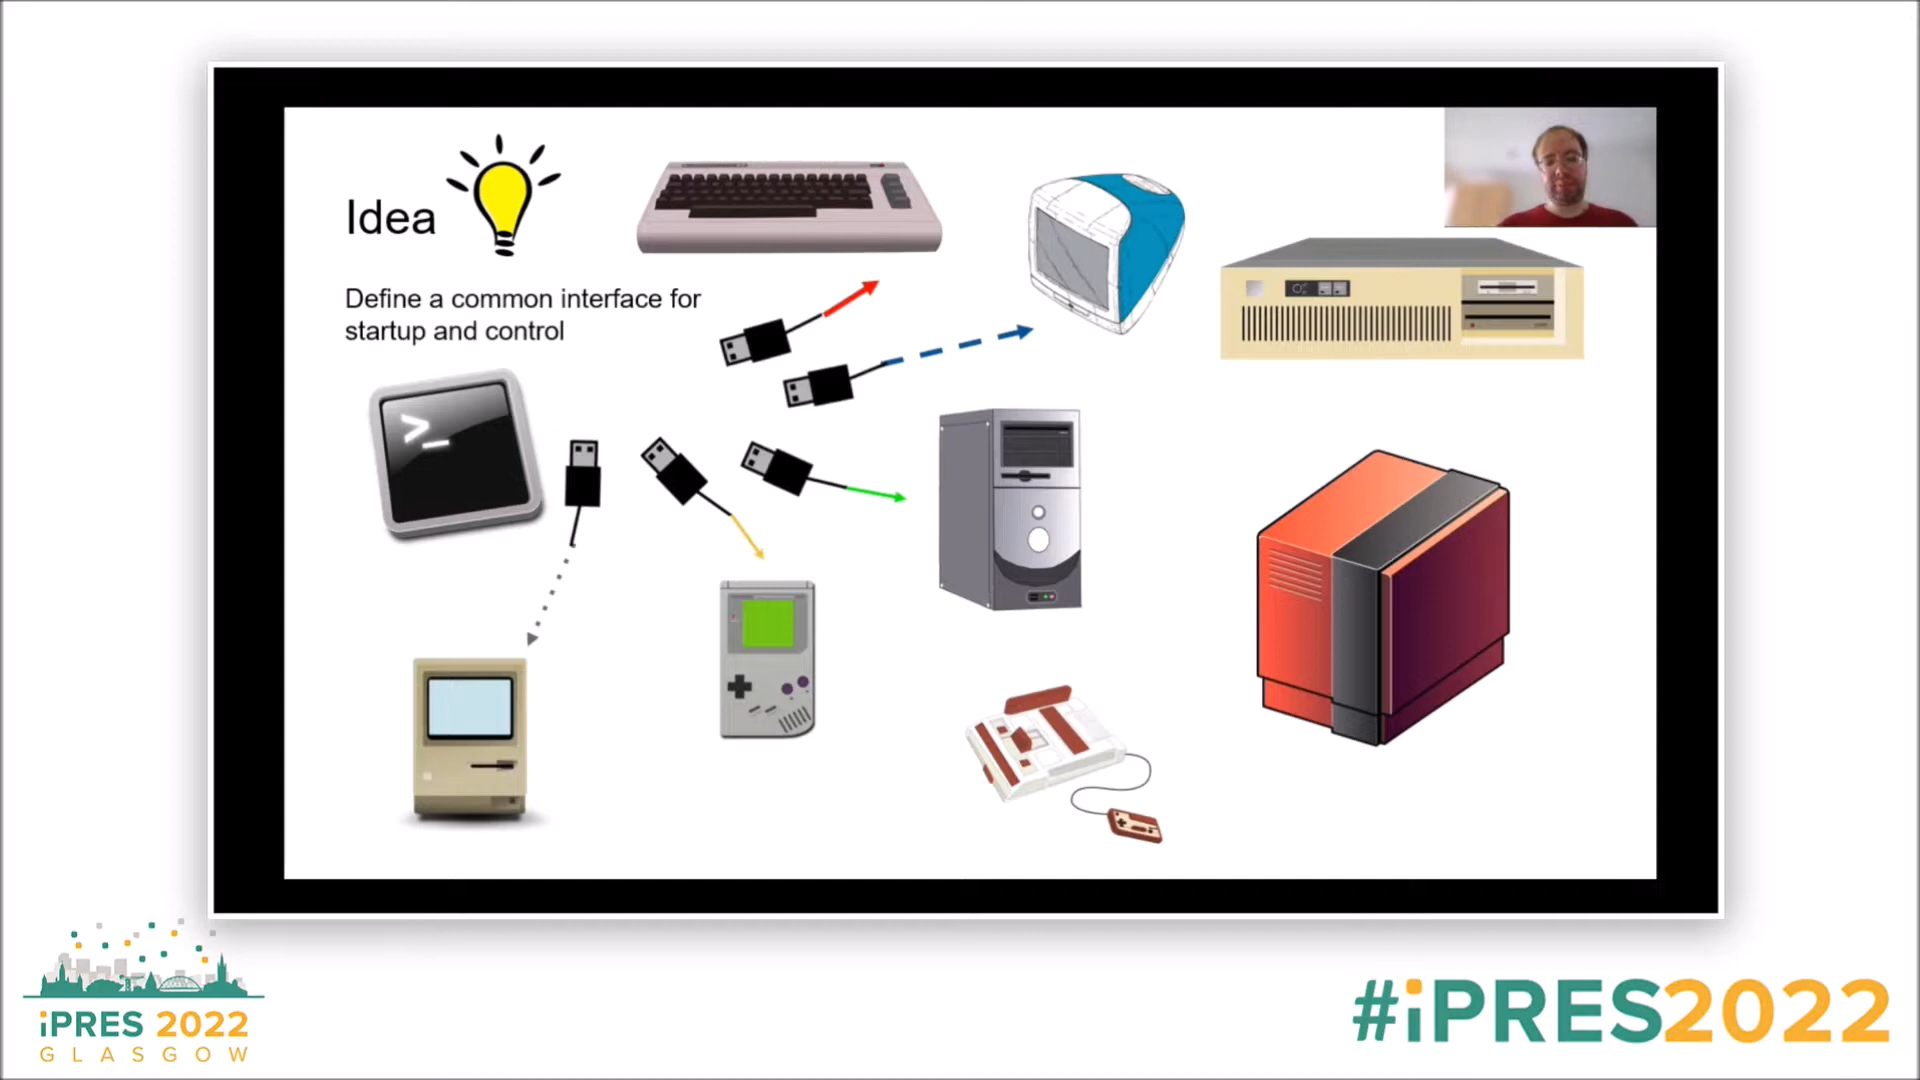 Idea
Define a common interface for
startup and control
>_
iPRES 2022
GLASGOW
#iPRES2022